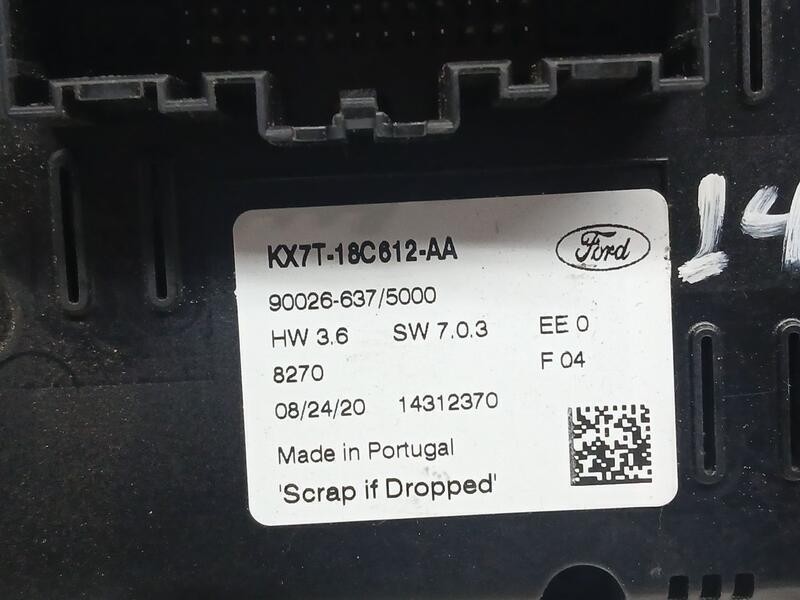 KX7T-18C612-AA
Ford
90026-637/5000
HW 3.6 SW 7.0.3 EE 0
8270 F 04
08/24/20 14312370
Made in Portugal
'Scrap if Dropped'
14